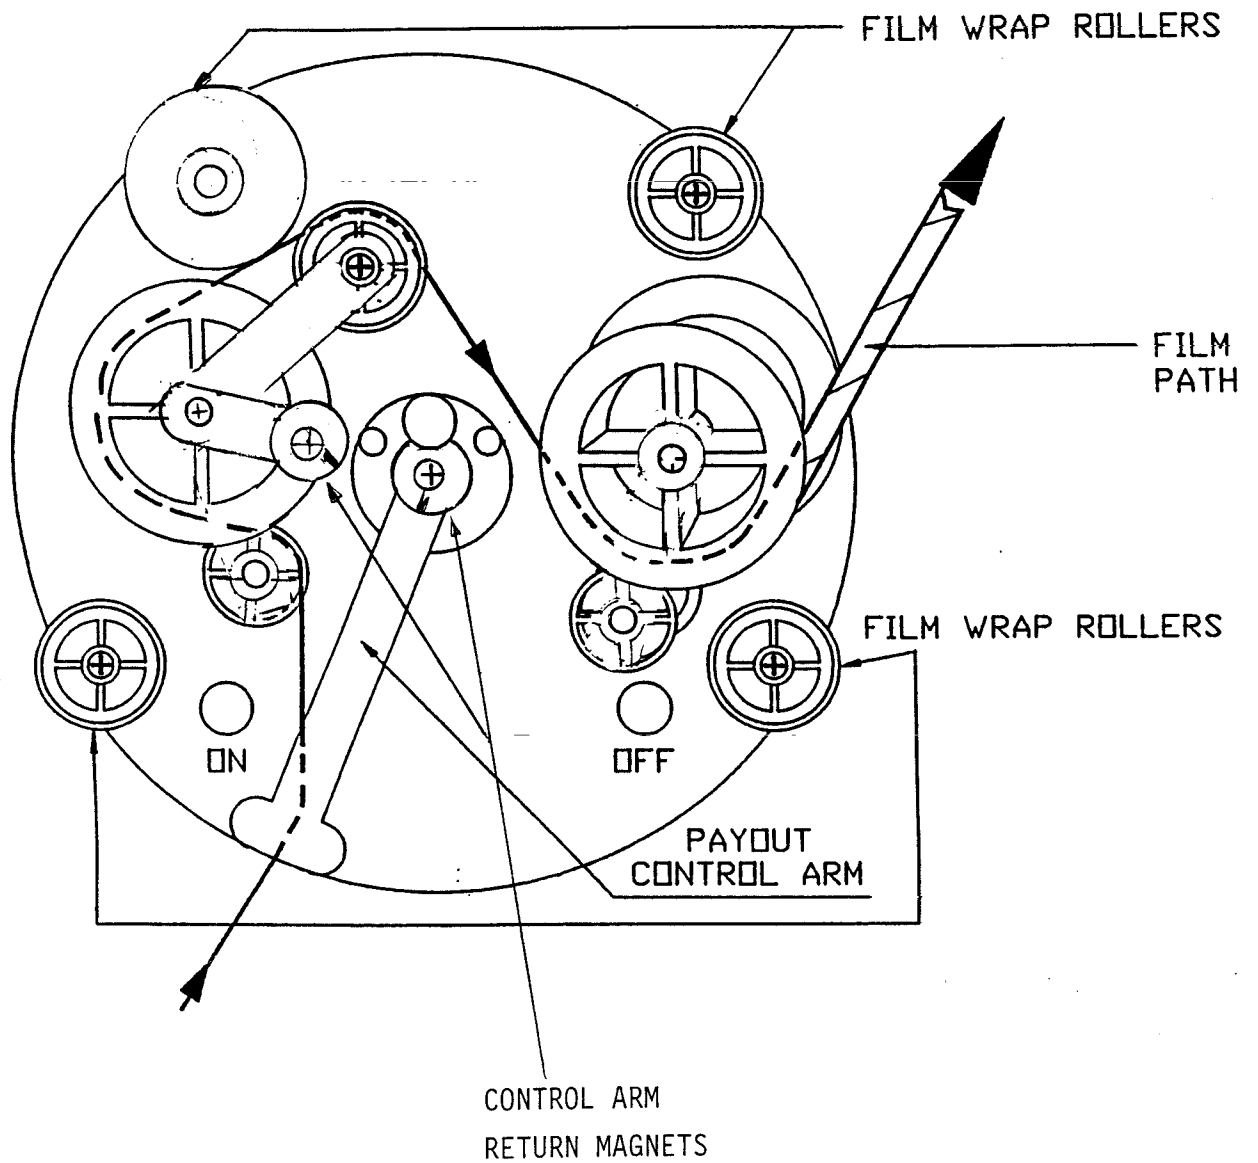 FILM WRAP ROLLERS
FILM
PATH
FILM WRAP ROLLERS
ON
OFF
PAYOUT
CONTROL ARM
CONTROL ARM
RETURN MAGNETS